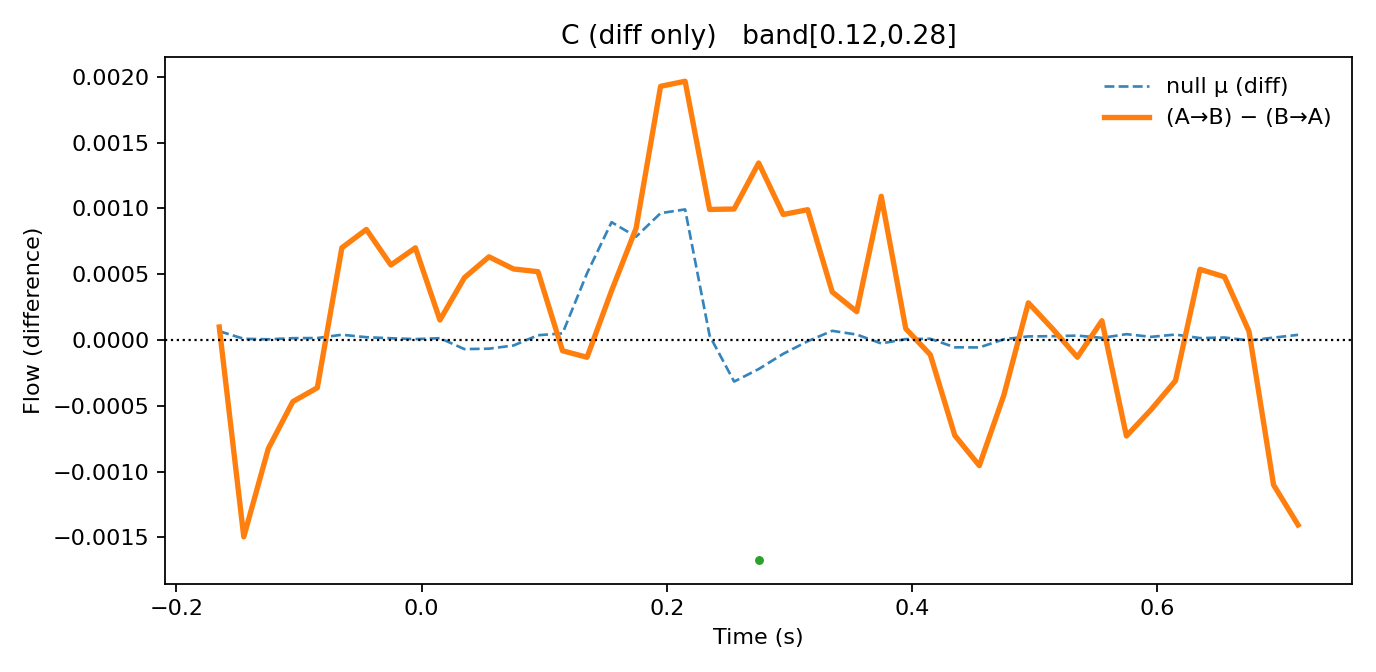 C (diff only)   band[0.12,0.28]
null μ (diff)
(A→B) − (B→A)
Flow (difference)
0.0020
0.0015
0.0010
0.0005
0.0000
−0.0005
−0.0010
−0.0015
−0.2
0.0
0.2
0.4
0.6
Time (s)